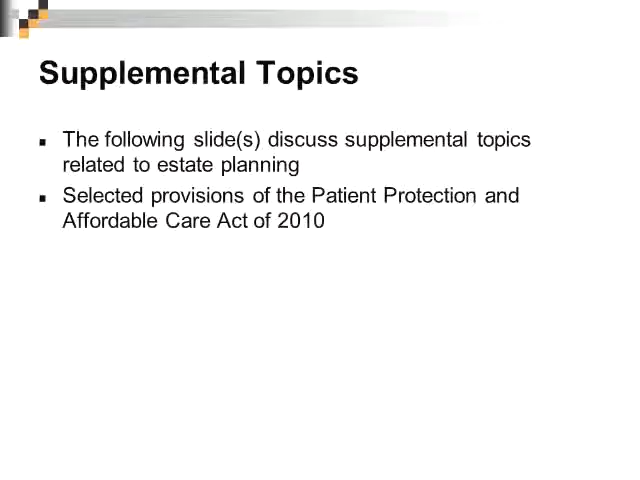 Supplemental Topics
The following slide(s) discuss supplemental topics
related to estate planning
Selected provisions of the Patient Protection and
Affordable Care Act of 2010